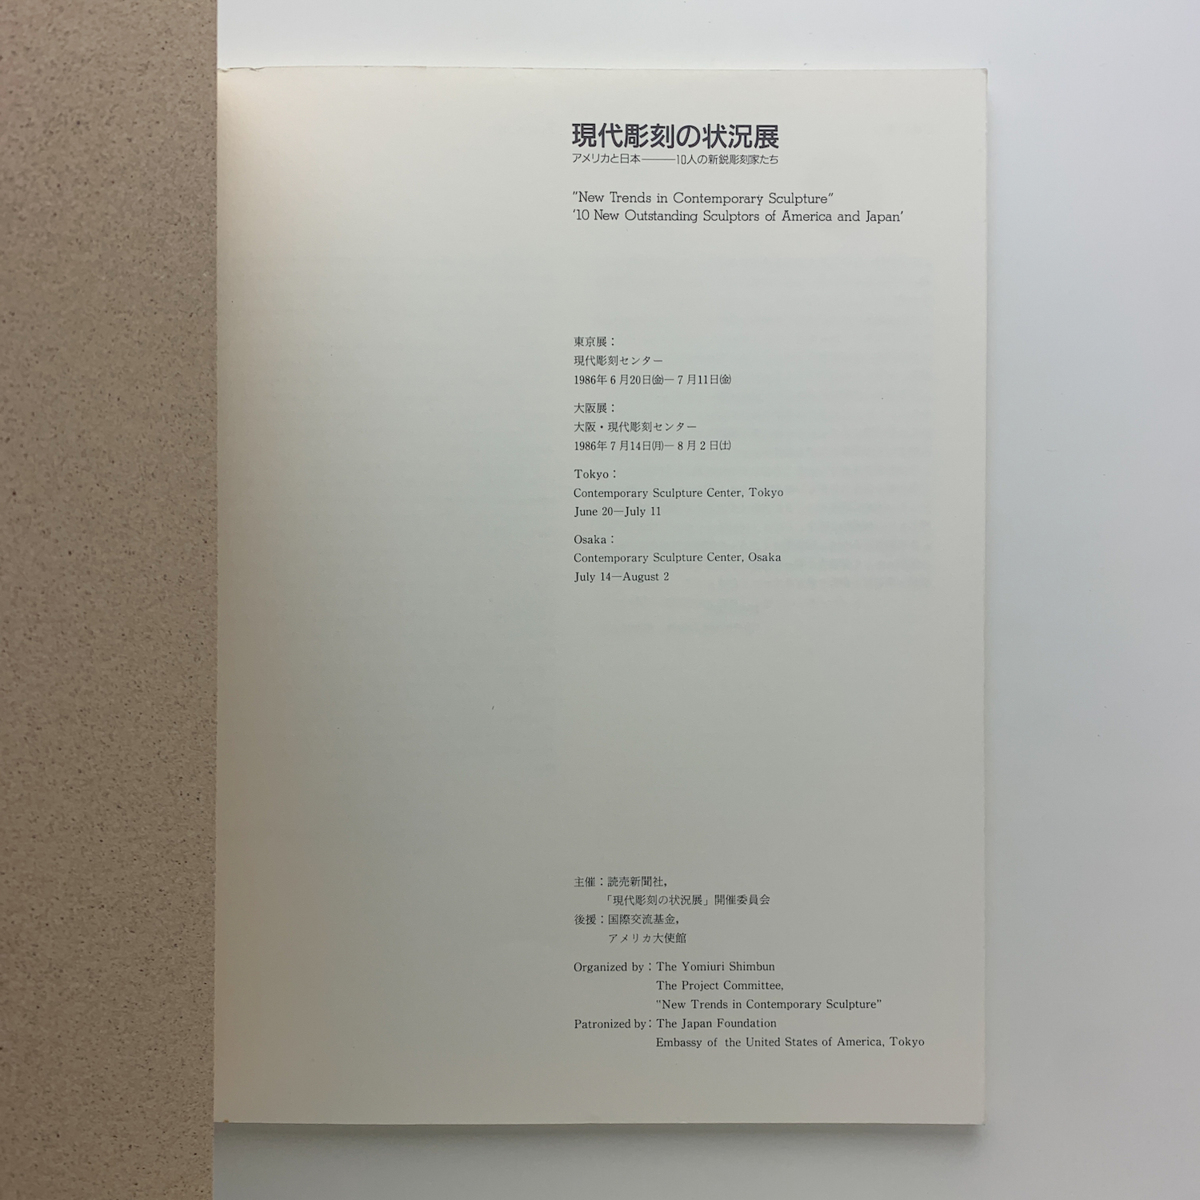 現代彫刻の状況展
アメリカと日本———10人の新鋭彫刻家たち
"New Trends in Contemporary Sculpture"
'10 New Outstanding Sculptors of America and Japan'
東京展：
現代彫刻センター
1986年6月20日㈮—7月11日㈮
大阪展：
大阪・現代彫刻センター
1986年7月14日㈪—8月2日㈯
Tokyo：
Contemporary Sculpture Center, Tokyo
June 20—July 11
Osaka：
Contemporary Sculpture Center, Osaka
July 14—August 2
主催：読売新聞社，
「現代彫刻の状況展」開催委員会
後援：国際交流基金，
アメリカ大使館
Organized by：The Yomiuri Shimbun
The Project Committee,
"New Trends in Contemporary Sculpture"
Patronized by：The Japan Foundation
Embassy of the United States of America, Tokyo